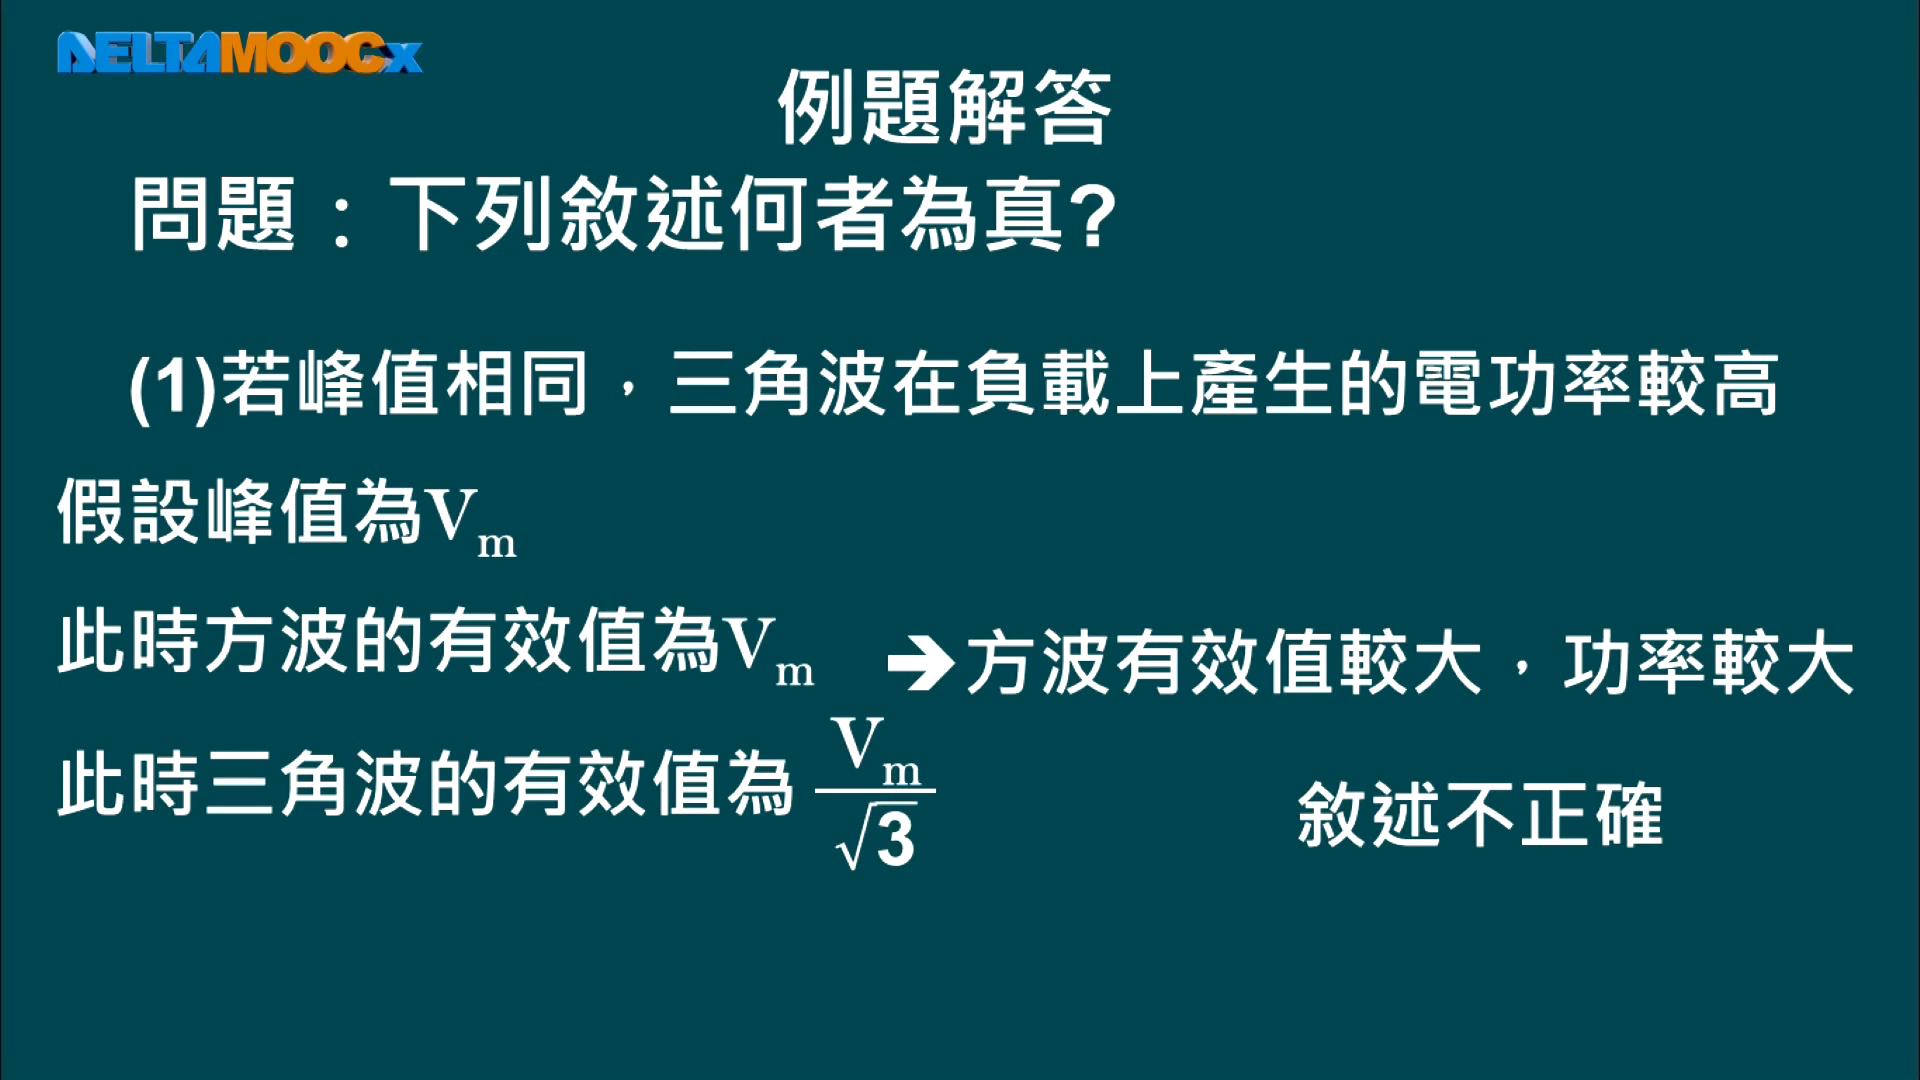 DELTAMOOCx
例題解答
問題：下列敘述何者為真?
(1)若峰值相同，三角波在負載上產生的電功率較高
假設峰值為Vm
此時方波的有效值為Vm
➔方波有效值較大，功率較大
此時三角波的有效值為 Vm/√3
敘述不正確